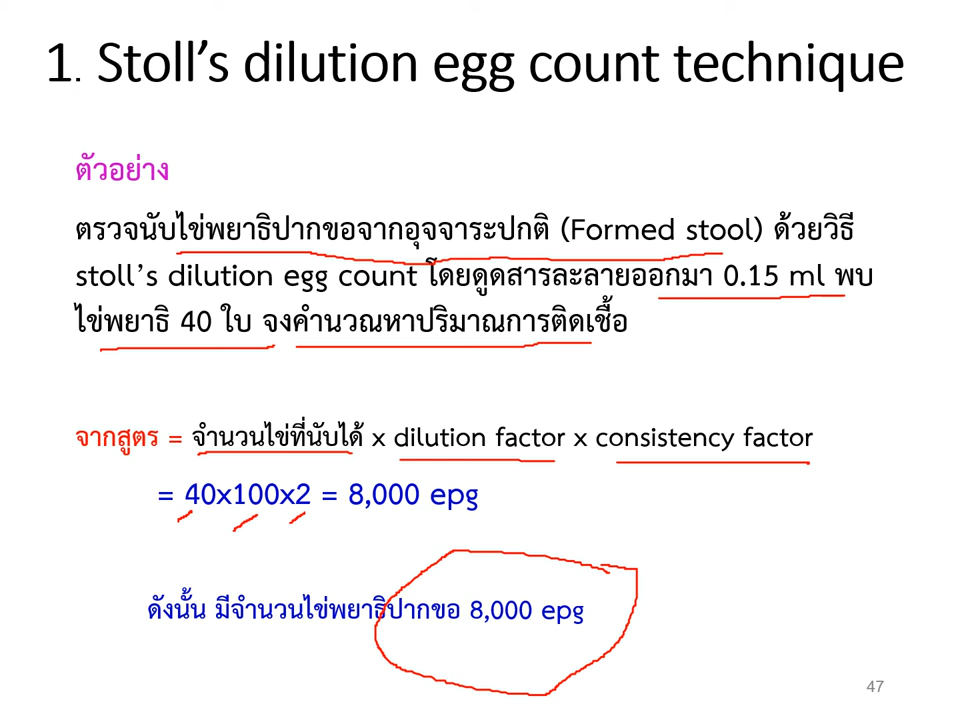 1. Stoll’s dilution egg count technique
ตัวอย่าง
ตรวจนับไข่พยาธิปากขอจากอุจจาระปกติ (Formed stool) ด้วยวิธี
stoll’s dilution egg count โดยดูดสารละลายออกมา 0.15 ml พบ
ไข่พยาธิ 40 ใบ จงคำนวณหาปริมาณการติดเชื้อ
จากสูตร = จำนวนไข่ที่นับได้ x dilution factor x consistency factor
= 40x100x2 = 8,000 epg
ดังนั้น มีจำนวนไข่พยาธิปากขอ 8,000 epg
47